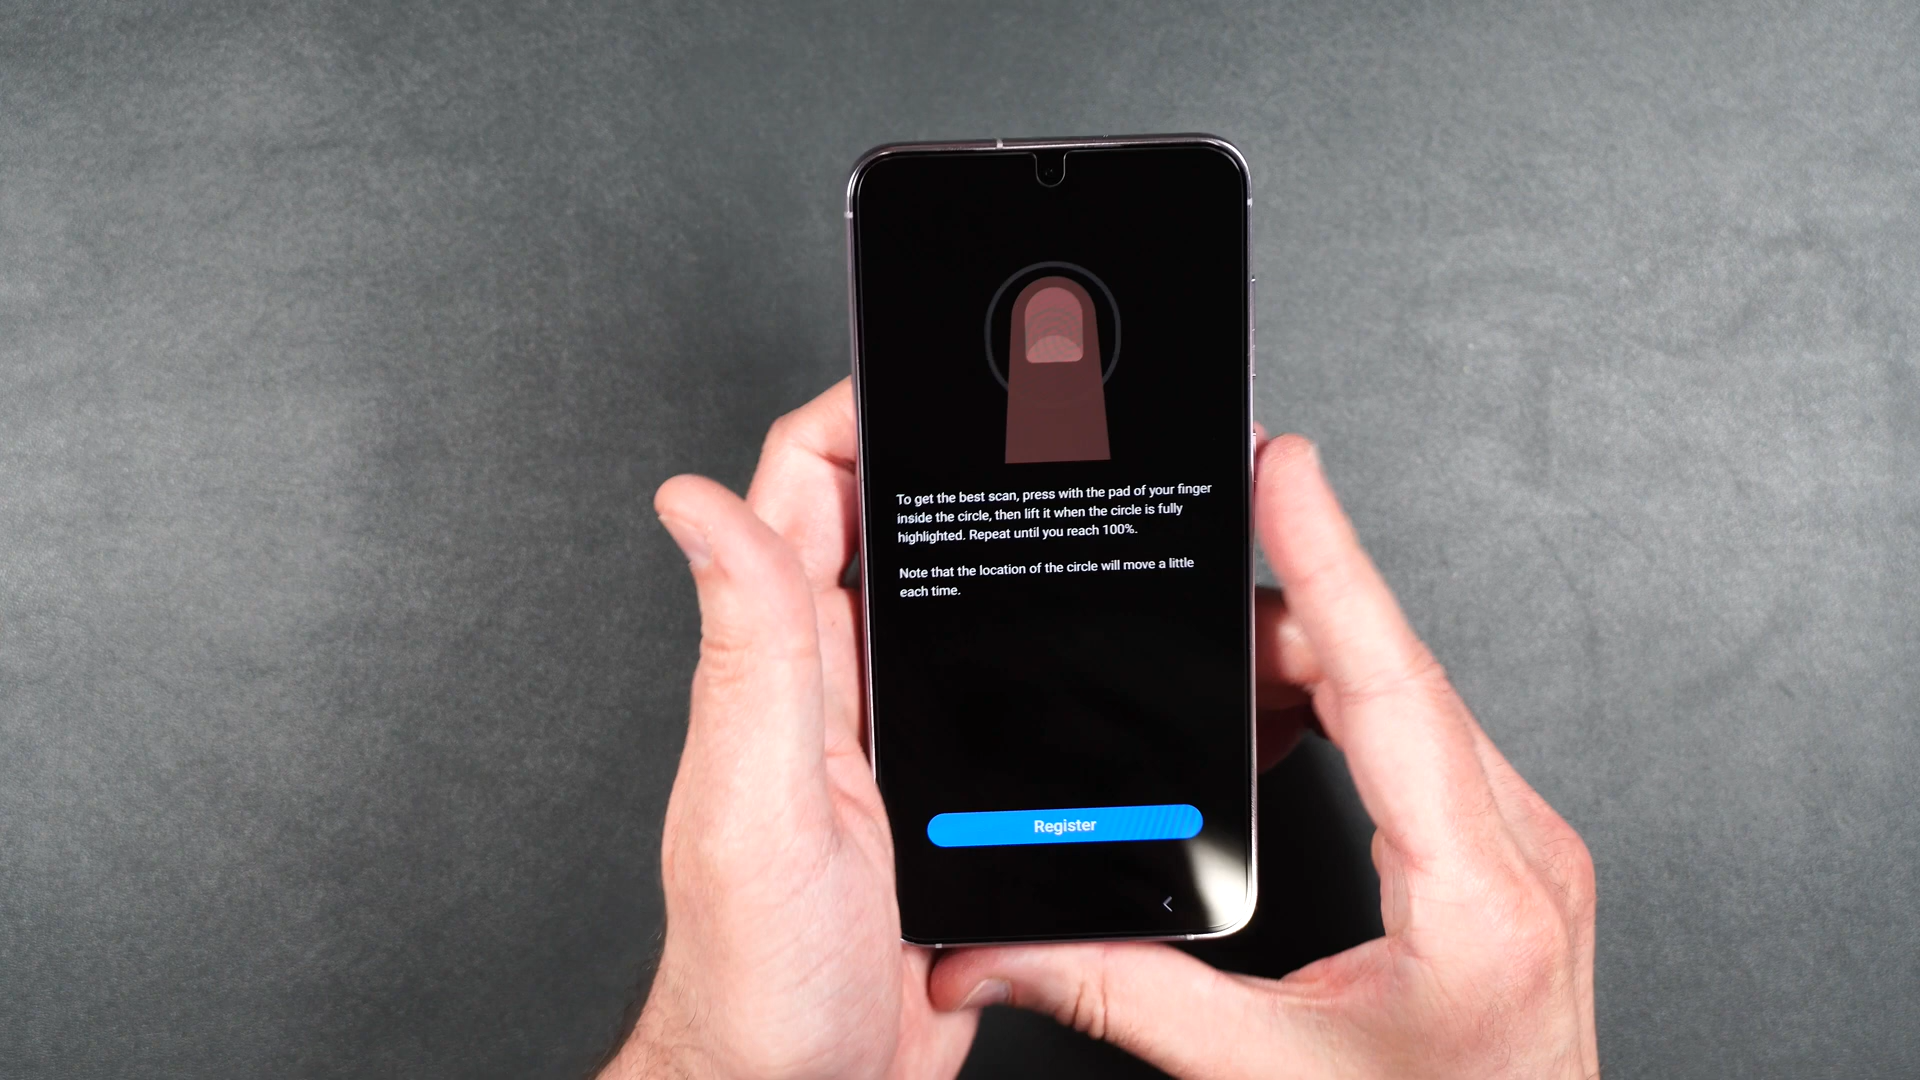 To get the best scan, press with the pad of your finger
inside the circle, then lift it when the circle is fully
highlighted. Repeat until you reach 100%.
Note that the location of the circle will move a little
each time.
Register